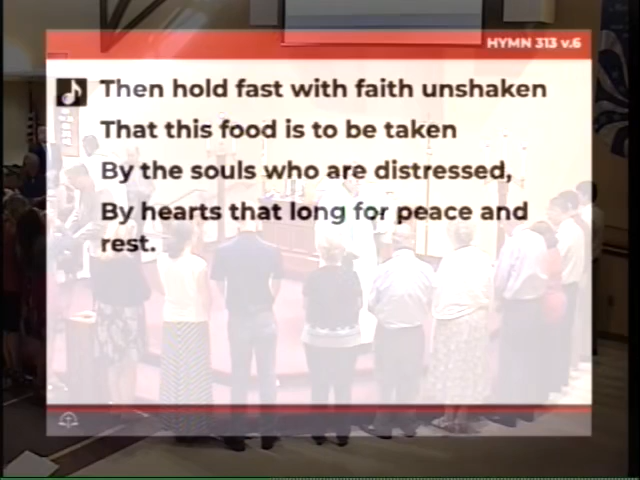 HYMN 313 v.6
Then hold fast with faith unshaken
That this food is to be taken
By the souls who are distressed,
By hearts that long for peace and
rest.